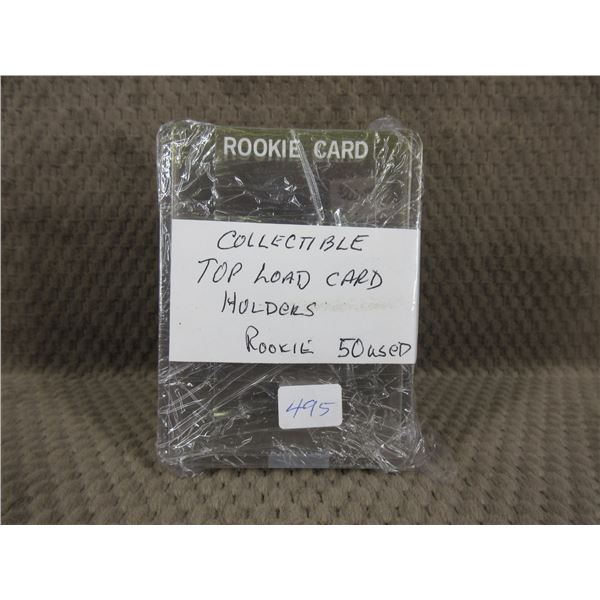 ROOKIE CARD
COLLECTIBLE
TOP LOAD CARD
HOLDERS
ROOKIE 50 USED
495